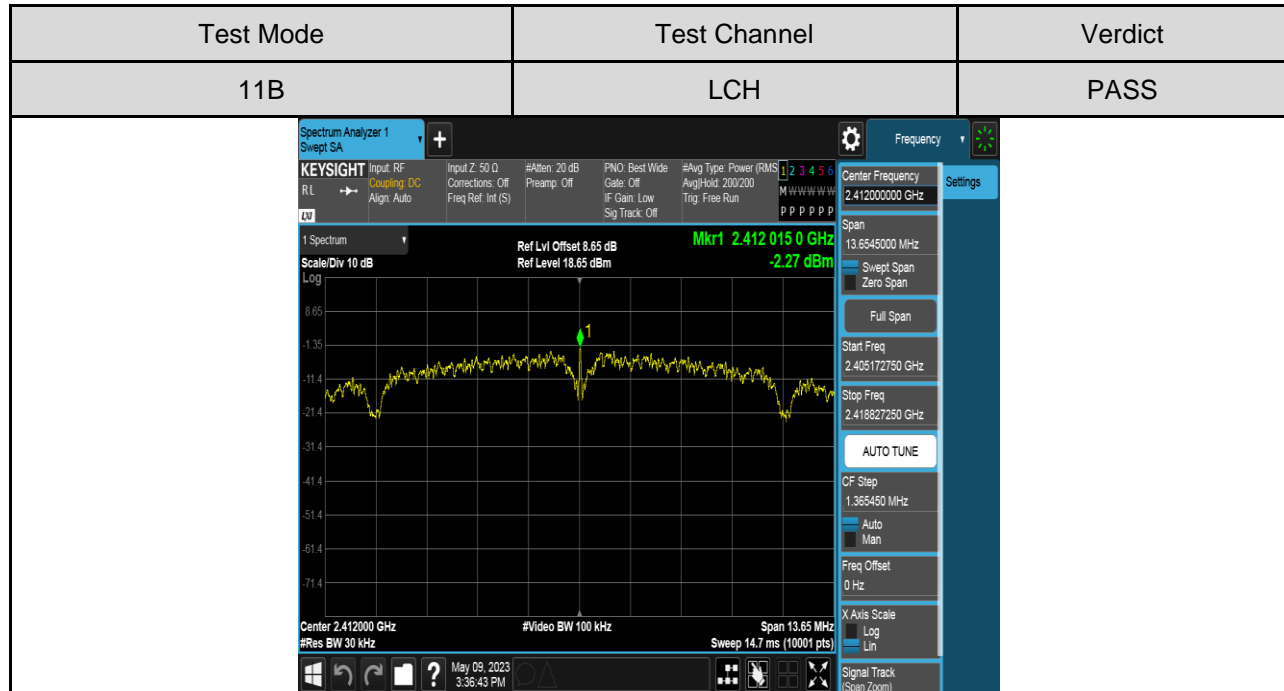 Test Mode Test Channel Verdict
11B LCH PASS
Spectrum Analyzer 1
Swept SA
+
Frequency
KEYSIGHT
RL
LXI
Input: RF
Coupling: DC
Align: Auto
Input Z: 50 Ω
Corrections: Off
Freq Ref: Int (S)
#Atten: 20 dB
Preamp: Off
PNO: Best Wide
Gate: Off
IF Gain: Low
Sig Track: Off
#Avg Type: Power (RMS
Avg|Hold: 200/200
Trig: Free Run
1 2 3 4 5 6
M W W W W W
P P P P P P
1 Spectrum
Scale/Div 10 dB
Log
Ref Lvl Offset 8.65 dB
Ref Level 18.65 dBm
Mkr1 2.412 015 0 GHz
-2.27 dBm
8.65
-1.35
-11.4
-21.4
-31.4
-41.4
-51.4
-61.4
-71.4
1
Center 2.412000 GHz
#Res BW 30 kHz
#Video BW 100 kHz
Span 13.65 MHz
Sweep 14.7 ms (10001 pts)
?
May 09, 2023
3:36:43 PM
Center Frequency
2.412000000 GHz
Span
13.6545000 MHz
Swept Span
Zero Span
Full Span
Start Freq
2.405172750 GHz
Stop Freq
2.418827250 GHz
AUTO TUNE
CF Step
1.365450 MHz
Auto
Man
Freq Offset
0 Hz
X Axis Scale
Log
Lin
Signal Track
(Span Zoom)
Settings